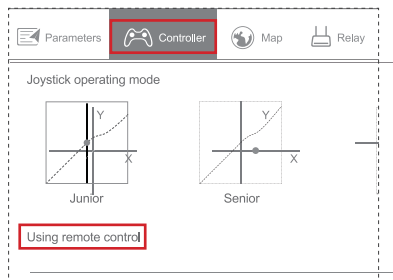 Parameters Controller Map Relay
Joystick operating mode
Y Y
X X
Junior Senior
Using remote control